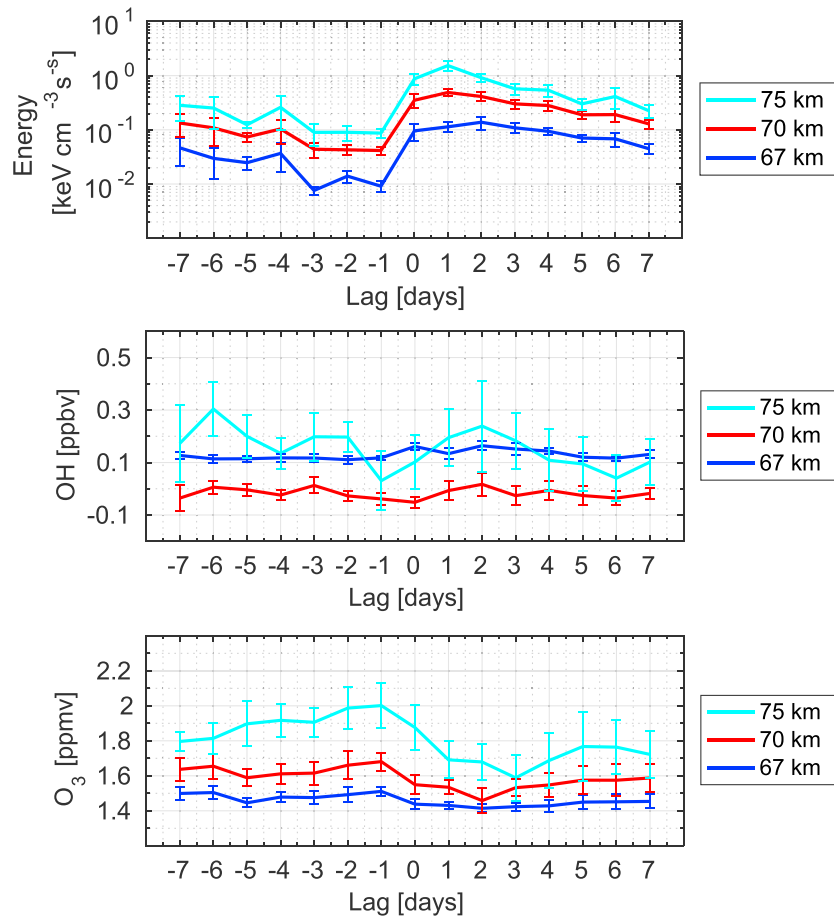 10^1
10^0
10^-1
10^-2
Energy
[keV cm^-3 s^-s]
-7 -6 -5 -4 -3 -2 -1 0 1 2 3 4 5 6 7
Lag [days]
75 km
70 km
67 km
0.5
0.3
0.1
-0.1
OH [ppbv]
-7 -6 -5 -4 -3 -2 -1 0 1 2 3 4 5 6 7
Lag [days]
75 km
70 km
67 km
2.2
2
1.8
1.6
1.4
O_3 [ppmv]
-7 -6 -5 -4 -3 -2 -1 0 1 2 3 4 5 6 7
Lag [days]
75 km
70 km
67 km